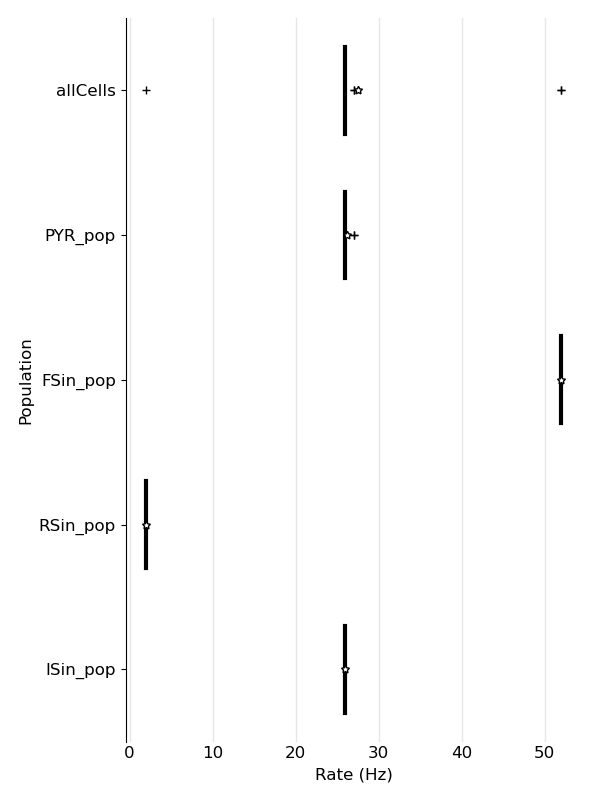 allCells
PYR_pop
FSin_pop
RSin_pop
ISin_pop
Population
0 10 20 30 40 50
Rate (Hz)